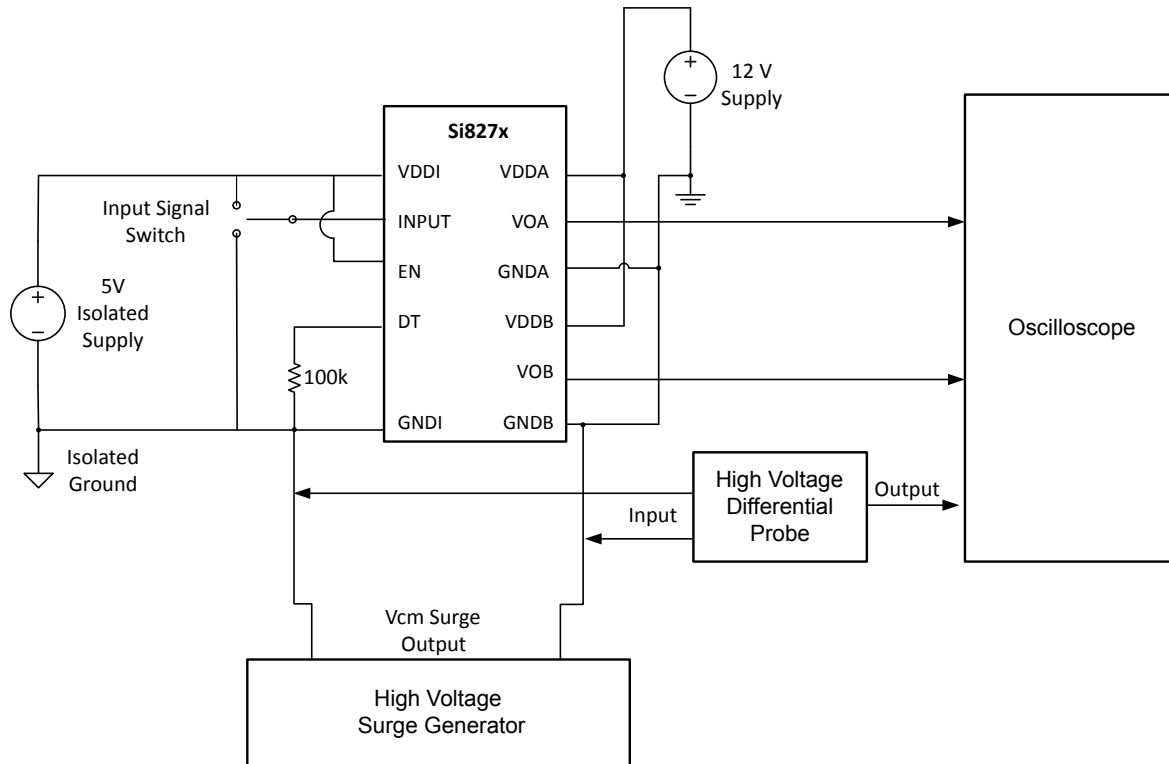 12 V
Supply
Si827x
VDDI
VDDA
Input Signal
Switch
INPUT
VOA
EN
GNDA
5V
Isolated
Supply
DT
VDDB
Oscilloscope
100k
VOB
GNDI
GNDB
Isolated
Ground
High Voltage
Differential
Probe
Output
Input
Vcm Surge
Output
High Voltage
Surge Generator